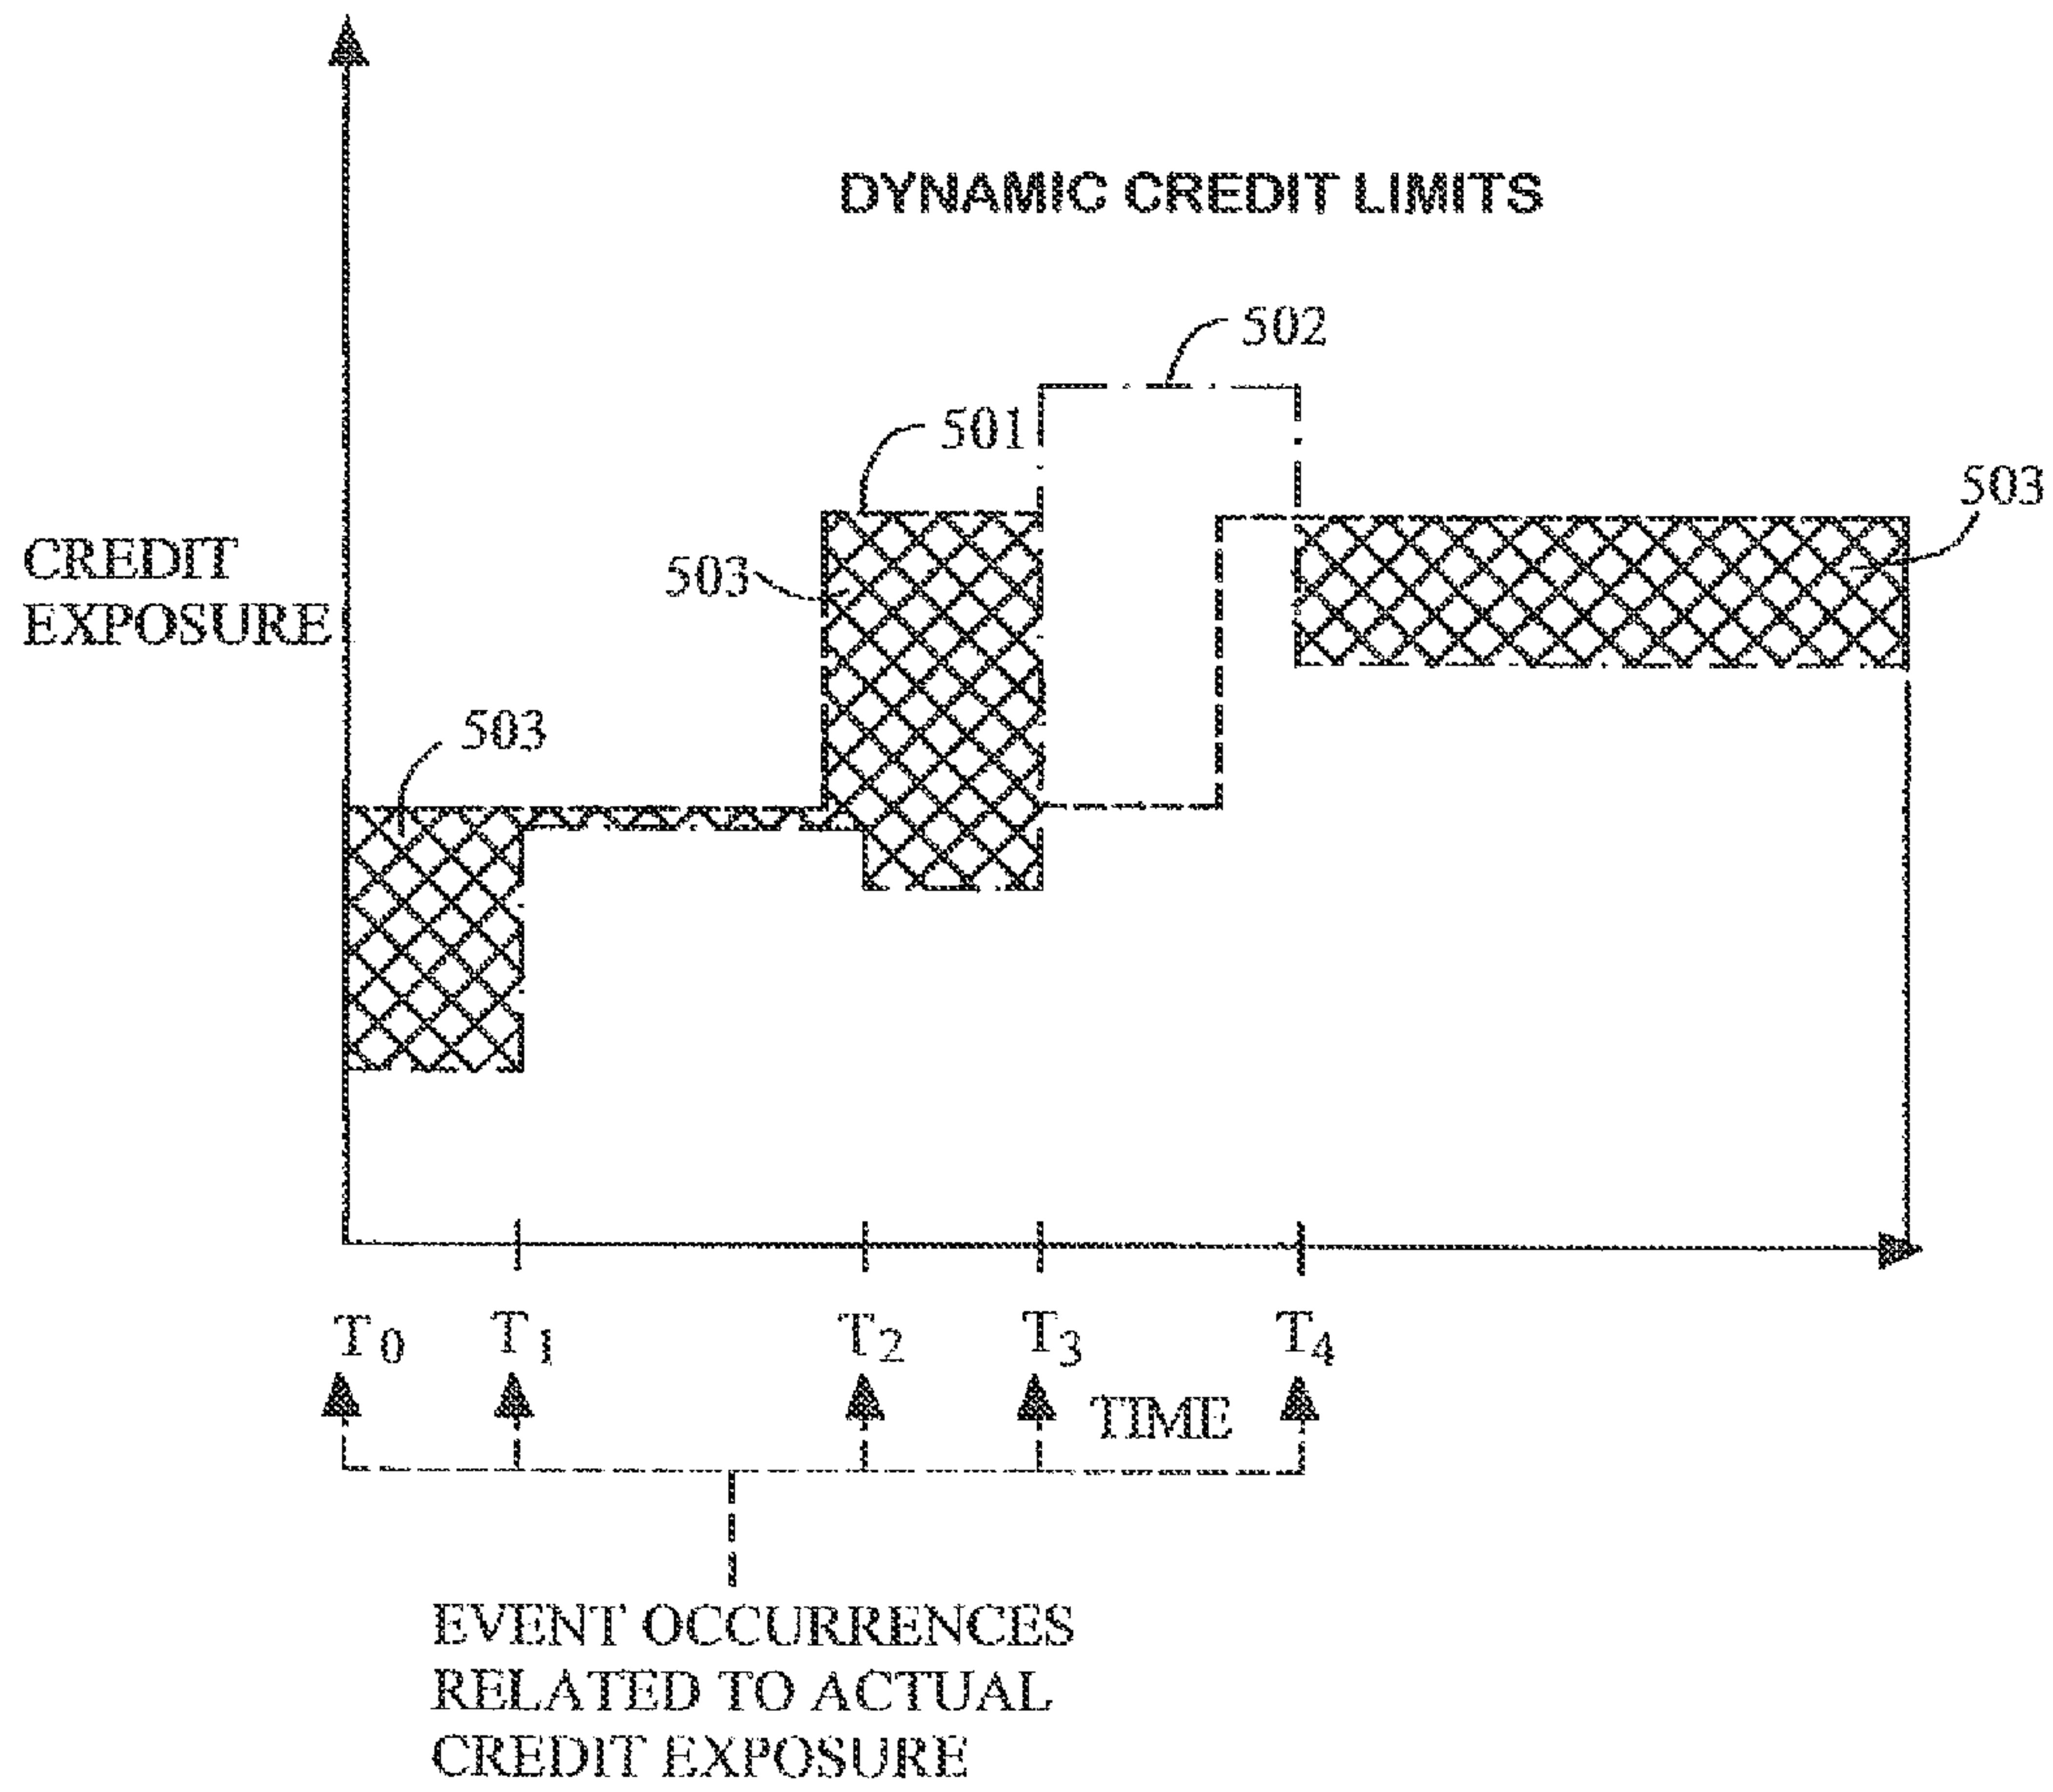 DYNAMIC CREDIT LIMITS
502
501
503
CREDIT
EXPOSURE
503
503
T0 T1 T2 T3 T4
TIME
EVENT OCCURRENCES
RELATED TO ACTUAL
CREDIT EXPOSURE